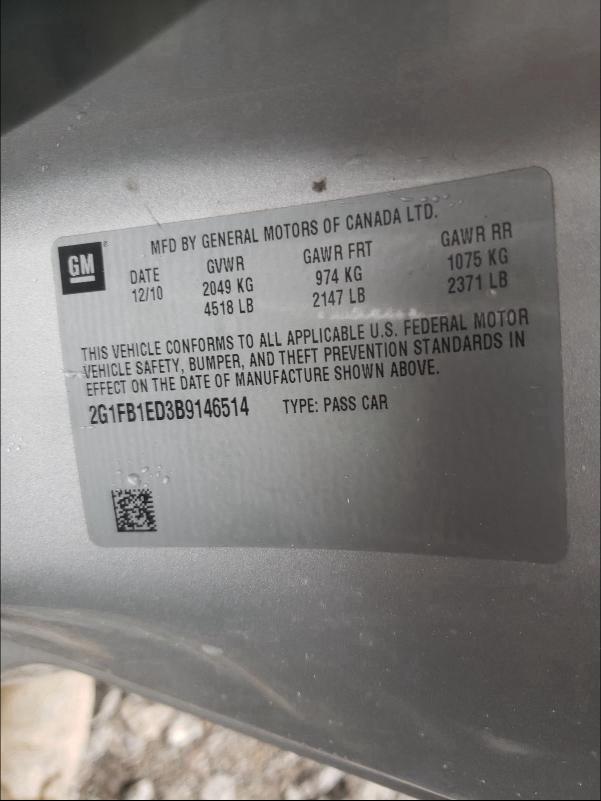 MFD BY GENERAL MOTORS OF CANADA LTD.
GM ®
DATE GVWR GAWR FRT GAWR RR
12/10 2049 KG 974 KG 1075 KG
4518 LB 2147 LB 2371 LB
THIS VEHICLE CONFORMS TO ALL APPLICABLE U.S. FEDERAL MOTOR
VEHICLE SAFETY, BUMPER, AND THEFT PREVENTION STANDARDS IN
EFFECT ON THE DATE OF MANUFACTURE SHOWN ABOVE.
2G1FB1ED3B9146514 TYPE: PASS CAR